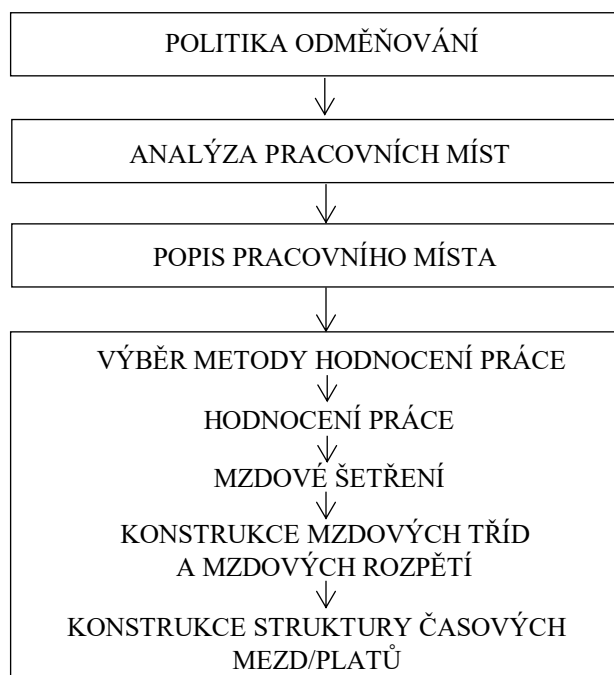 POLITIKA ODMĚŇOVÁNÍ
ANALÝZA PRACOVNÍCH MÍST
POPIS PRACOVNÍHO MÍSTA
VÝBĚR METODY HODNOCENÍ PRÁCE
HODNOCENÍ PRÁCE
MZDOVÉ ŠETŘENÍ
KONSTRUKCE MZDOVÝCH TŘÍD
A MZDOVÝCH ROZPĚTÍ
KONSTRUKCE STRUKTURY ČASOVÝCH
MEZD/PLATŮ